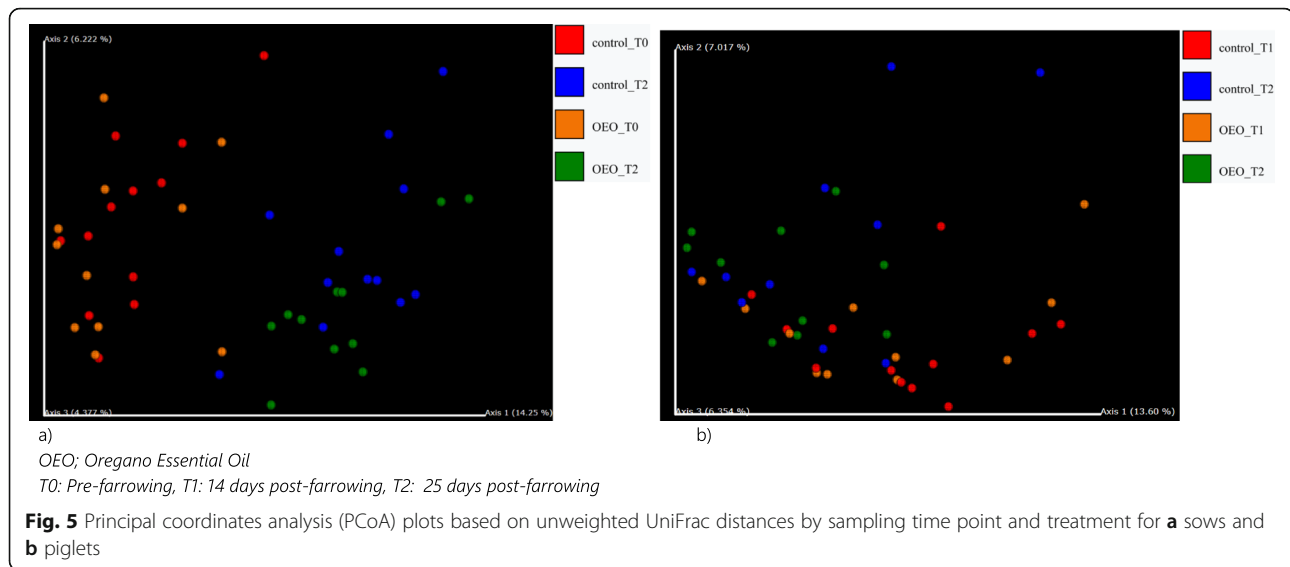 Axis 2 (6.222 %)
control_T0
control_T2
OEO_T0
OEO_T2
Axis 3 (4.377 %)
Axis 1 (14.25 %)
Axis 2 (7.017 %)
control_T1
control_T2
OEO_T1
OEO_T2
Axis 3 (6.354 %)
Axis 1 (13.60 %)
a)
b)
OEO; Oregano Essential Oil
T0: Pre-farrowing, T1: 14 days post-farrowing, T2: 25 days post-farrowing
Fig. 5 Principal coordinates analysis (PCoA) plots based on unweighted UniFrac distances by sampling time point and treatment for a sows and
b piglets